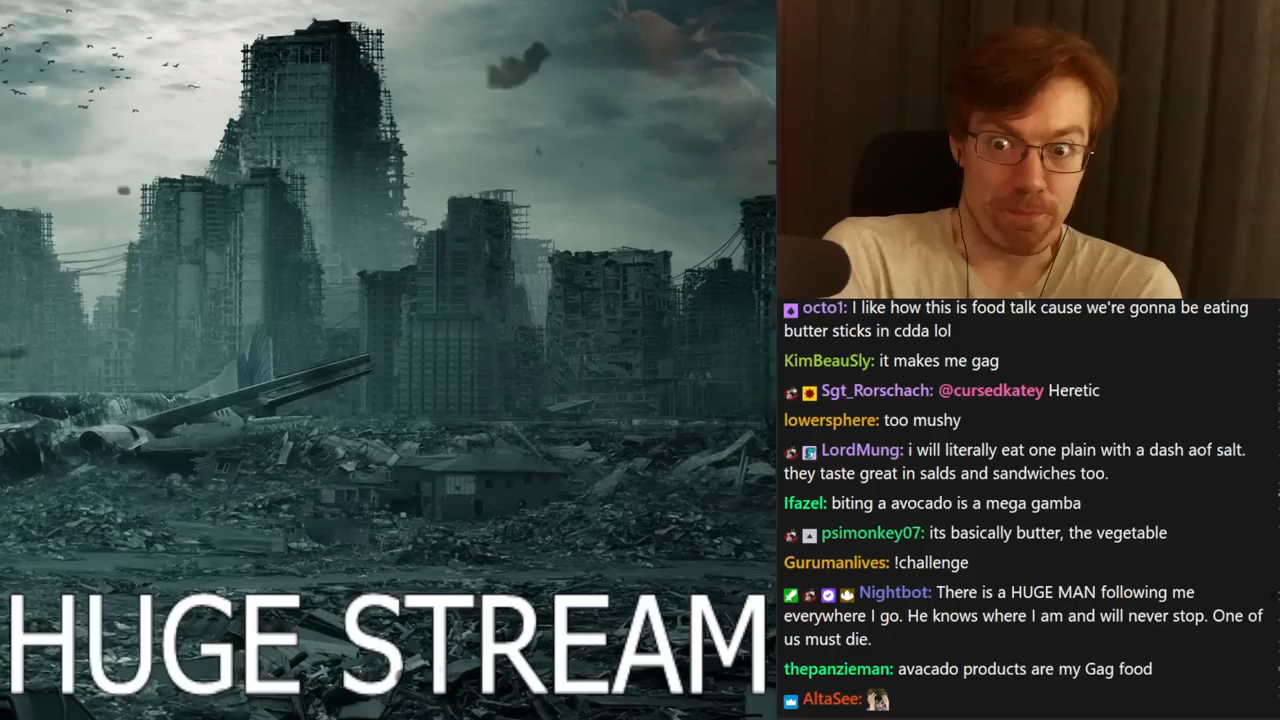 octo1: I like how this is food talk cause we're gonna be eating
butter sticks in cdda lol
KimBeauSly: it makes me gag
Sgt_Rorschach: @cursedkatey Heretic
lowersphere: too mushy
LordMung: i will literally eat one plain with a dash aof salt.
they taste great in salds and sandwiches too.
Ifazel: biting a avocado is a mega gamba
psimonkey07: its basically butter, the vegetable
Gurumanlives: !challenge
Nightbot: There is a HUGE MAN following me
everywhere I go. He knows where I am and will never stop. One of
us must die.
thepanzieman: avacado products are my Gag food
AltaSee:
HUGE STREAM